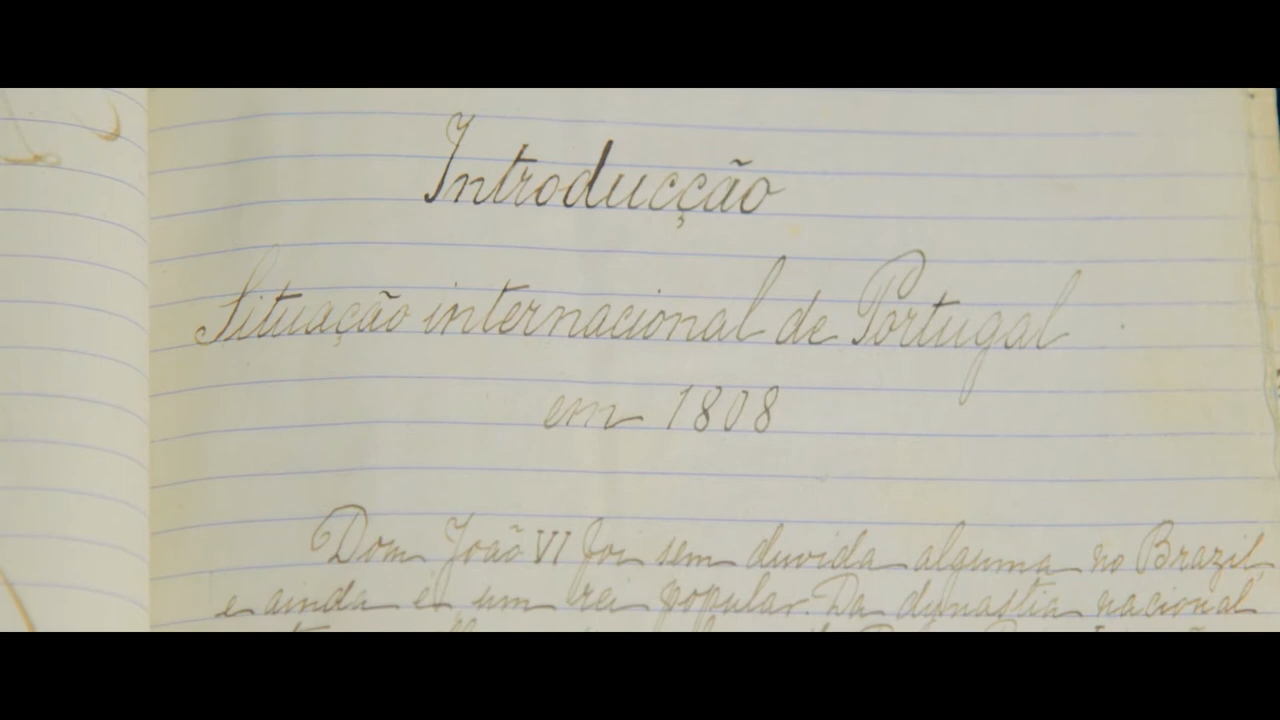 Introducção
Situação internacional de Portugal
em 1808
Dom João VI foi sem duvida alguma no Brazil,
e ainda é um rei popular. Da dynastia nacional